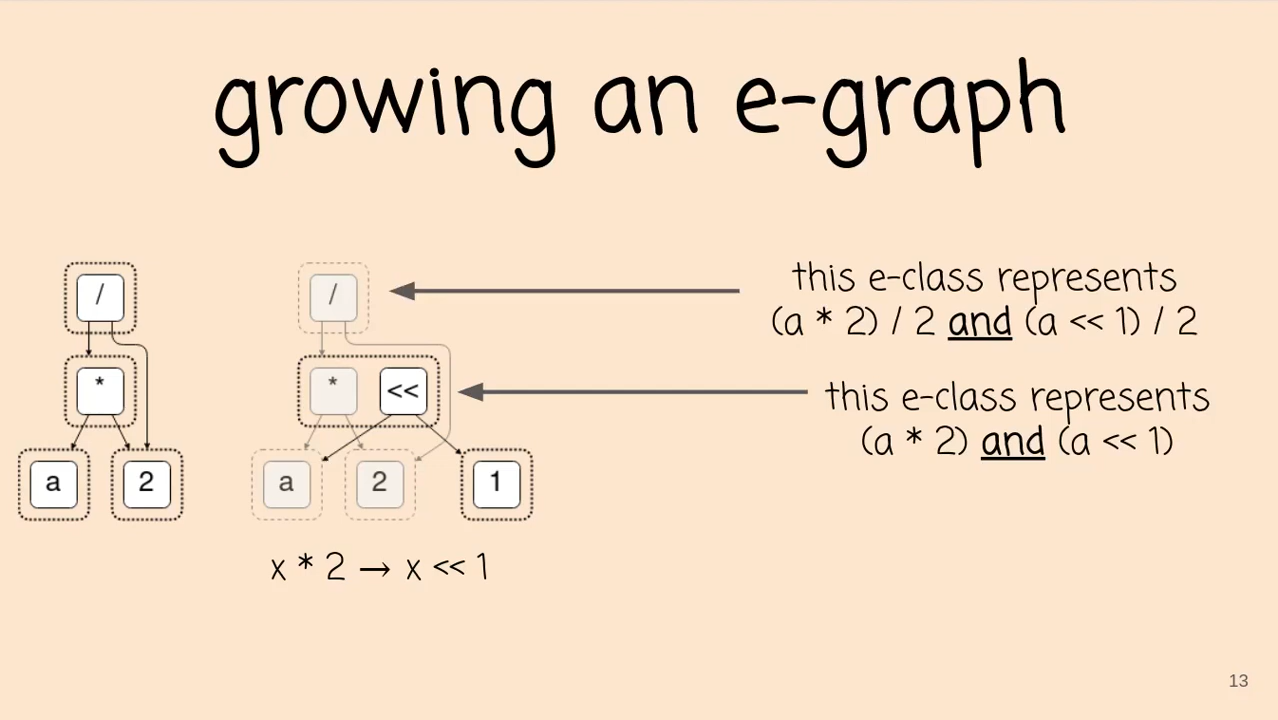 growing an e-graph
/
*
a
2
/
*
<<
a
2
1
x * 2 → x << 1
this e-class represents
(a * 2) / 2 and (a << 1) / 2
this e-class represents
(a * 2) and (a << 1)
13